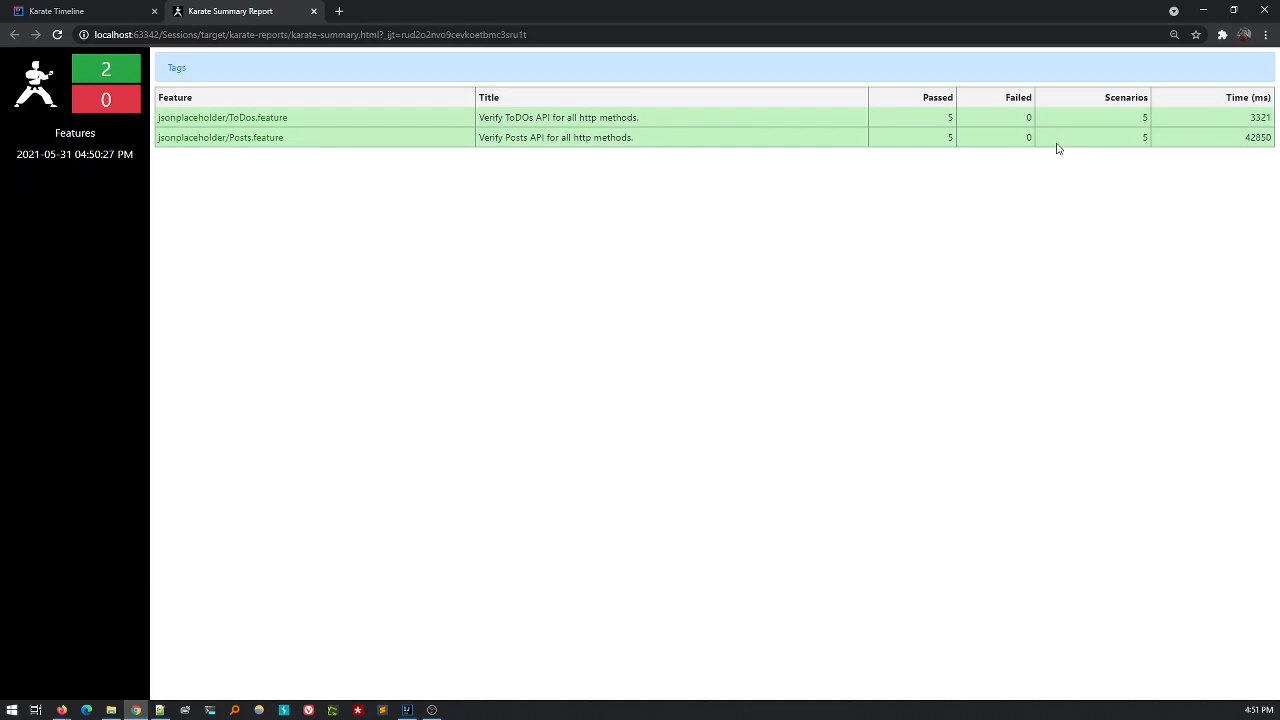 Karate Timeline
Karate Summary Report
localhost:63342/Sessions/target/karate-reports/karate-summary.html?_ijt=rud2o2nvo9cevkoetbmc3sru1t
2
0
Features
2021-05-31 04:50:27 PM
Tags
Feature Title Passed Failed Scenarios Time (ms)
jsonplaceholder/ToDos.feature Verify ToDOs API for all http methods. 5 0 5 3321
jsonplaceholder/Posts.feature Verify Posts API for all http methods. 5 0 5 42850
4:51 PM